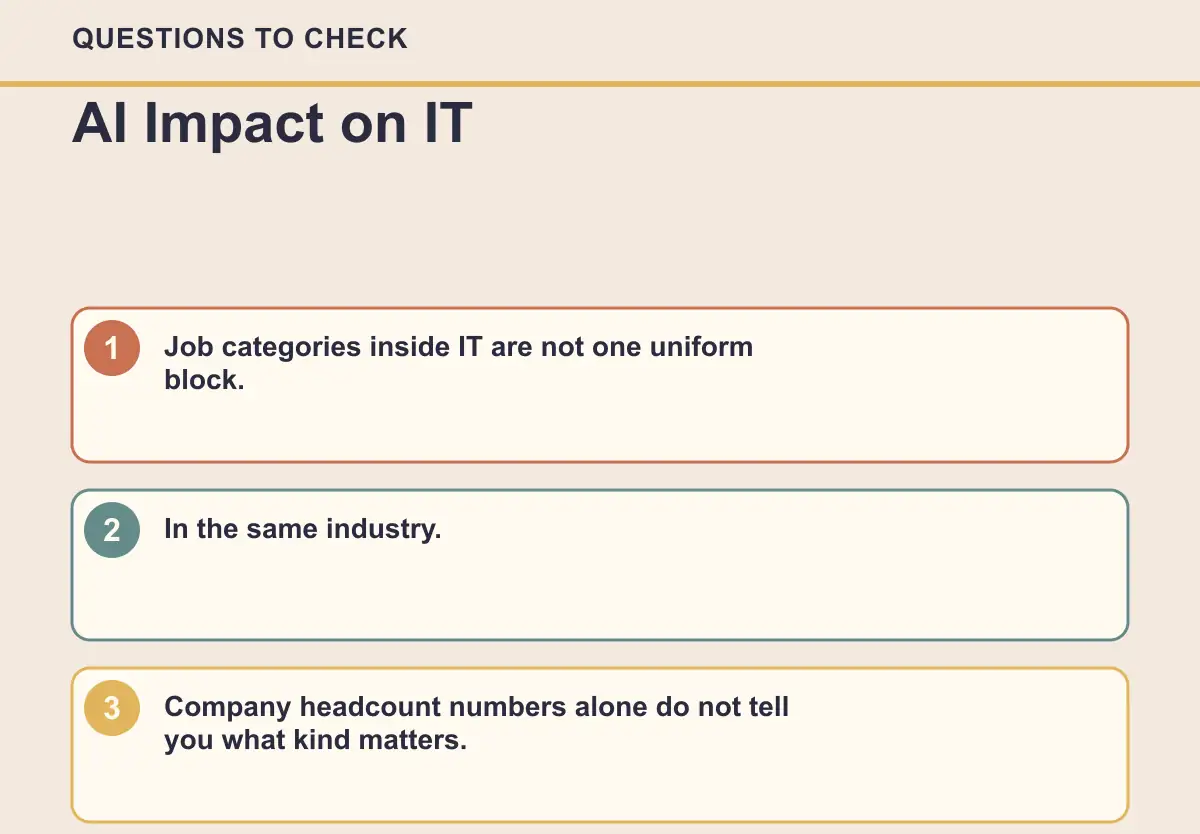 QUESTIONS TO CHECK
AI Impact on IT
1
Job categories inside IT are not one uniform
block.
2
In the same industry.
3
Company headcount numbers alone do not tell
you what kind matters.